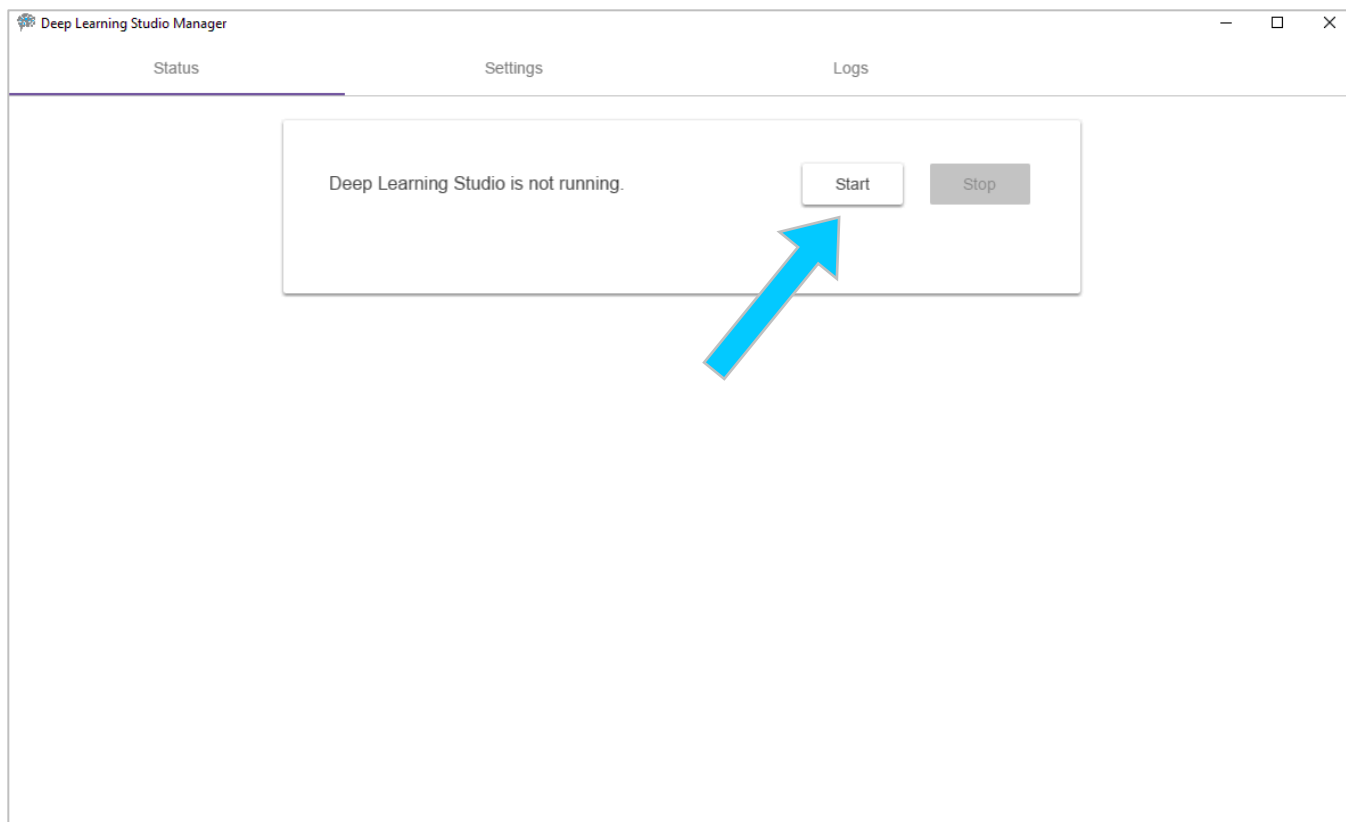 Deep Learning Studio Manager
Status Settings Logs
Deep Learning Studio is not running. Start Stop